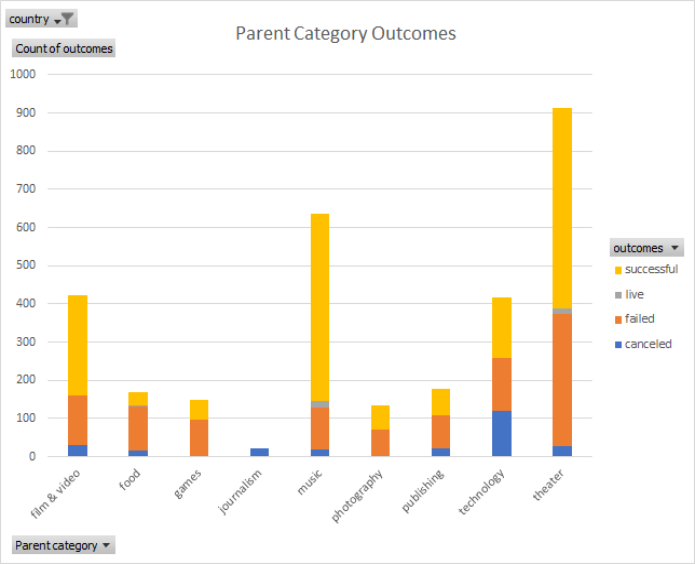 country
Parent Category Outcomes
Count of outcomes
1000
900
800
700
600
500
400
300
200
100
0
film & video
food
games
journalism
music
photography
publishing
technology
theater
outcomes
successful
live
failed
canceled
Parent category